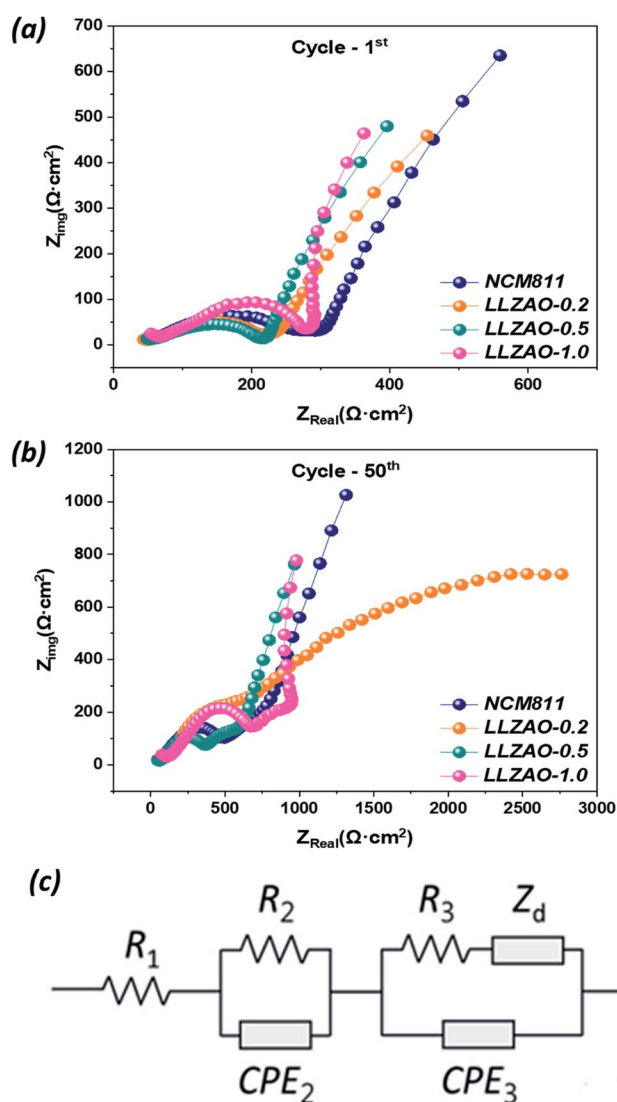 (a)
Cycle - 1st
700
600
500
400
300
200
100
0
Zimg(Ω·cm2)
NCM811
LLZAO-0.2
LLZAO-0.5
LLZAO-1.0
0 200 400 600
ZReal(Ω·cm2)
(b)
Cycle - 50th
1200
1000
800
600
400
200
0
Zimg(Ω·cm2)
NCM811
LLZAO-0.2
LLZAO-0.5
LLZAO-1.0
0 500 1000 1500 2000 2500 3000
ZReal(Ω·cm2)
(c)
R1 R2 R3 Zd
CPE2 CPE3